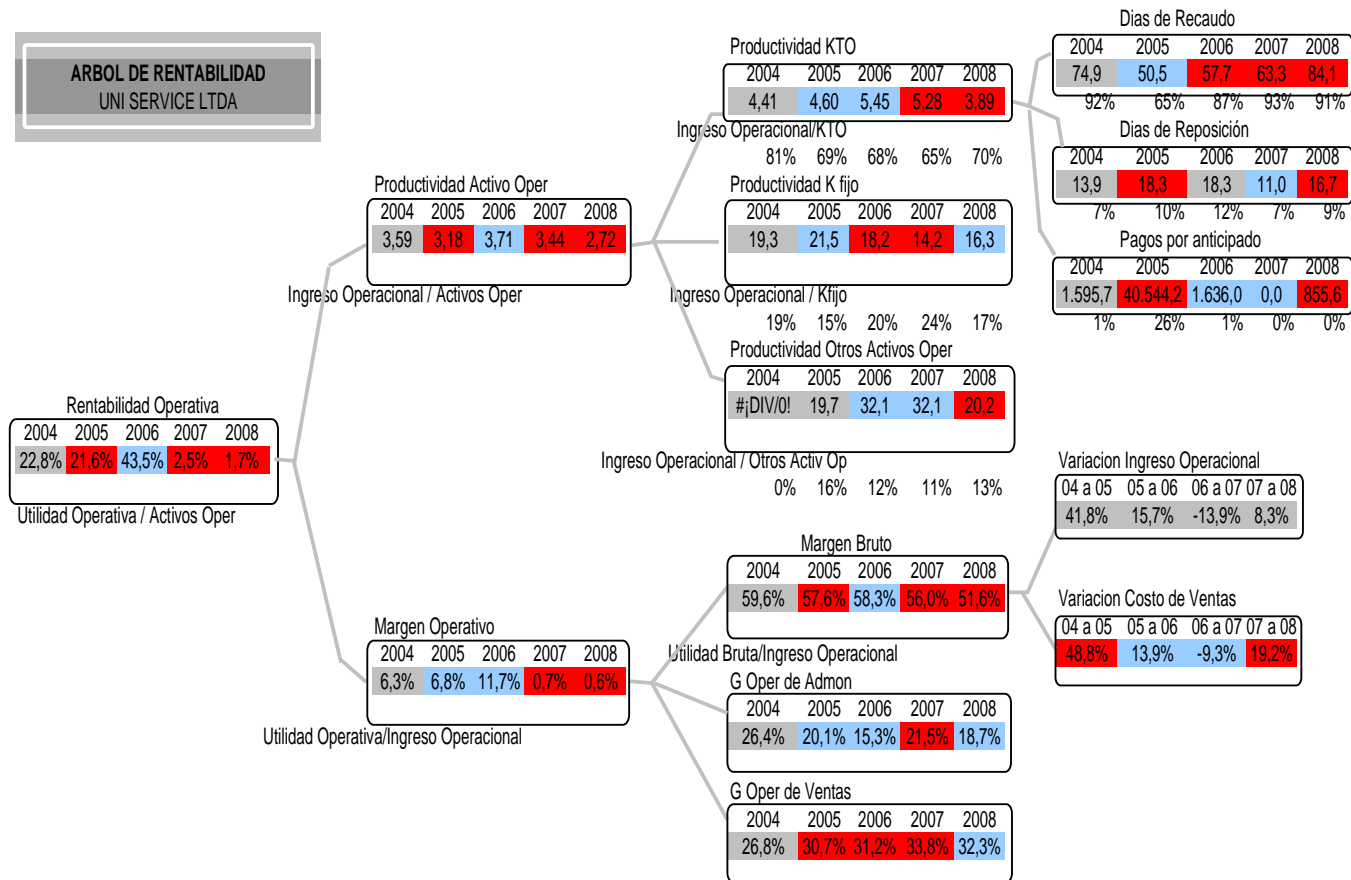 ARBOL DE RENTABILIDAD
UNI SERVICE LTDA
Rentabilidad Operativa
2004 2005 2006 2007 2008
22,8% 21,6% 43,5% 2,5% 1,7%
Utilidad Operativa / Activos Oper
Productividad Activo Oper
2004 2005 2006 2007 2008
3,59 3,18 3,71 3,44 2,72
Ingreso Operacional / Activos Oper
Margen Operativo
2004 2005 2006 2007 2008
6,3% 6,8% 11,7% 0,7% 0,6%
Utilidad Operativa/Ingreso Operacional
Productividad KTO
2004 2005 2006 2007 2008
4,41 4,60 5,45 5,28 3,89
Ingreso Operacional/KTO
81% 69% 68% 65% 70%
Productividad K fijo
2004 2005 2006 2007 2008
19,3 21,5 18,2 14,2 16,3
Ingreso Operacional / Kfijo
19% 15% 20% 24% 17%
Productividad Otros Activos Oper
2004 2005 2006 2007 2008
#¡DIV/0! 19,7 32,1 32,1 20,2
Ingreso Operacional / Otros Activ Op
0% 16% 12% 11% 13%
Margen Bruto
2004 2005 2006 2007 2008
59,6% 57,6% 58,3% 56,0% 51,6%
Utilidad Bruta/Ingreso Operacional
G Oper de Admon
2004 2005 2006 2007 2008
26,4% 20,1% 15,3% 21,5% 18,7%
G Oper de Ventas
2004 2005 2006 2007 2008
26,8% 30,7% 31,2% 33,8% 32,3%
Dias de Recaudo
2004 2005 2006 2007 2008
74,9 50,5 57,7 63,3 84,1
92% 65% 87% 93% 91%
Dias de Reposición
2004 2005 2006 2007 2008
13,9 18,3 18,3 11,0 16,7
7% 10% 12% 7% 9%
Pagos por anticipado
2004 2005 2006 2007 2008
1.595,7 40.544,2 1.636,0 0,0 855,6
1% 26% 1% 0% 0%
Variacion Ingreso Operacional
04 a 05 05 a 06 06 a 07 07 a 08
41,8% 15,7% -13,9% 8,3%
Variacion Costo de Ventas
04 a 05 05 a 06 06 a 07 07 a 08
48,8% 13,9% -9,3% 19,2%